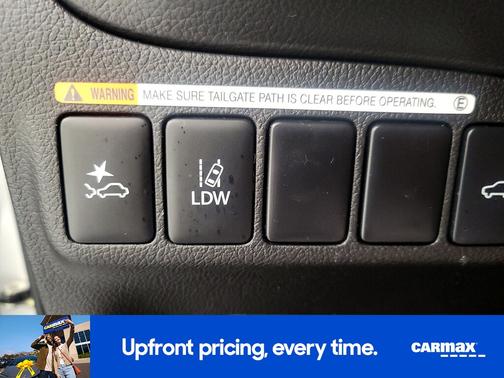 WARNING MAKE SURE TAILGATE PATH IS CLEAR BEFORE OPERATING. E
LDW
Upfront pricing, every time. CARMAX